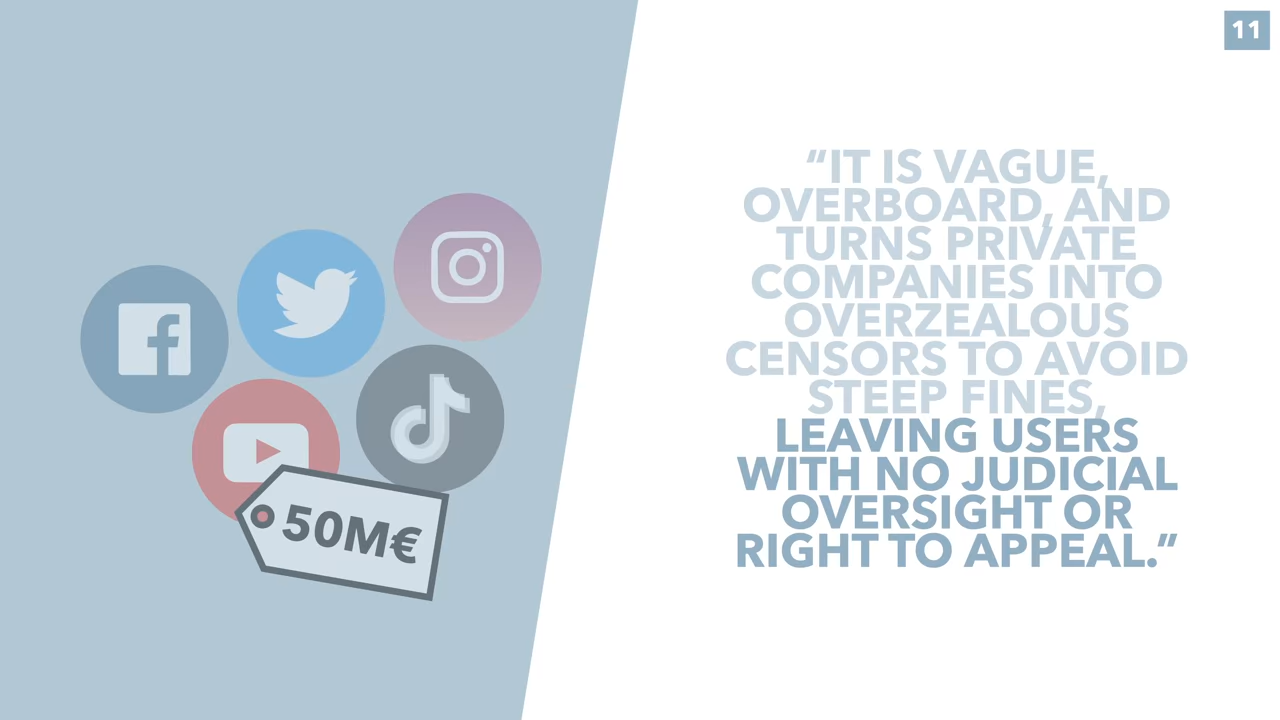 11
“IT IS VAGUE,
OVERBOARD, AND
TURNS PRIVATE
COMPANIES INTO
OVERZEALOUS
CENSORS TO AVOID
STEEP FINES,
LEAVING USERS
WITH NO JUDICIAL
OVERSIGHT OR
RIGHT TO APPEAL.”
50M€